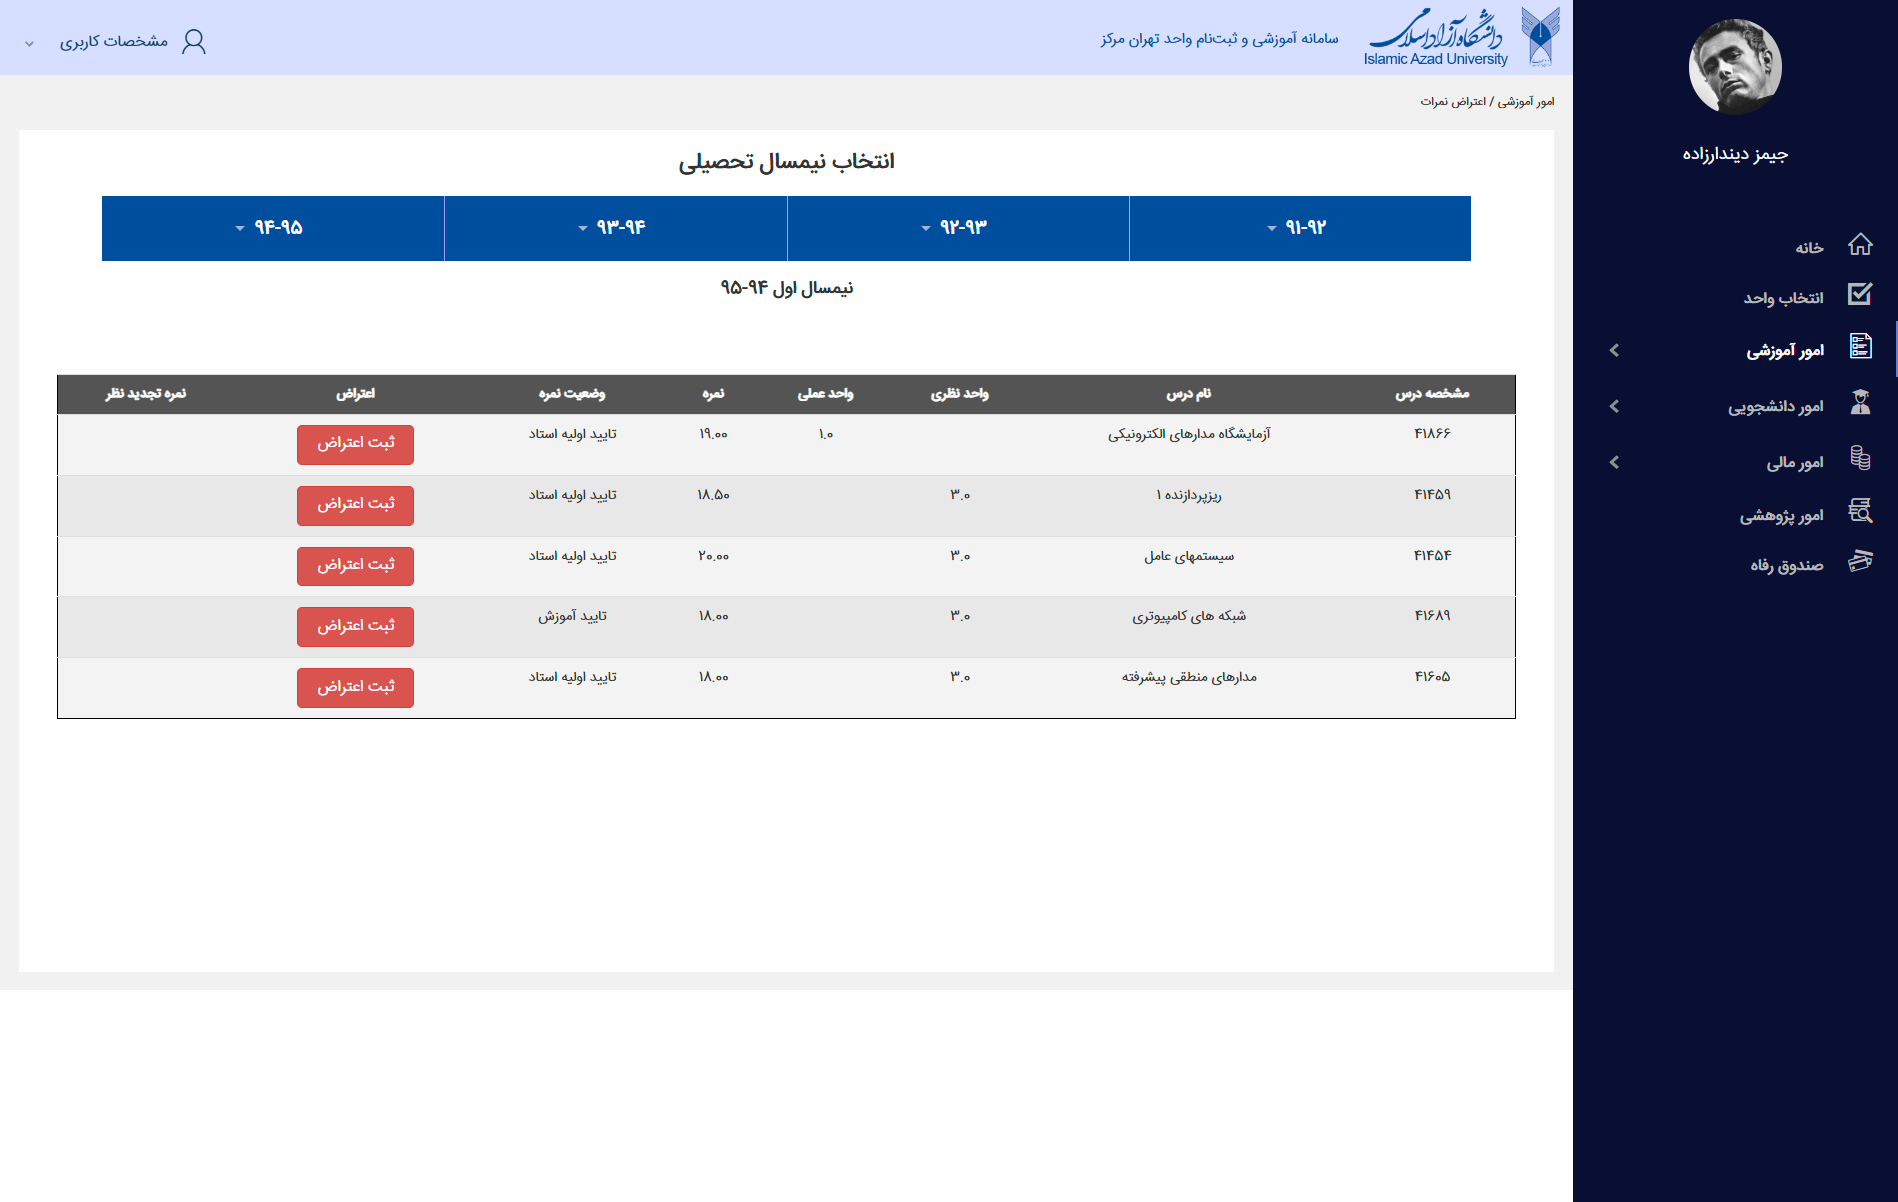 دانشگاه آزاد اسلامی
Islamic Azad University
سامانه آموزشی و ثبت‌نام واحد تهران مرکز
مشخصات کاربری
جیمز دیندارزاده
خانه
انتخاب واحد
امور آموزشی
امور دانشجویی
امور مالی
امور پژوهشی
صندوق رفاه
امور آموزشی / اعتراض نمرات
انتخاب نیمسال تحصیلی
۹۱-۹۲ ۹۲-۹۳ ۹۳-۹۴ ۹۴-۹۵
نیمسال اول ۹۴-۹۵
مشخصه درس نام درس واحد نظری واحد عملی نمره وضعیت نمره اعتراض نمره تجدید نظر
۴۱۸۶۶ آزمایشگاه مدارهای الکترونیکی ۱.۰ ۱۹.۰۰ تایید اولیه استاد ثبت اعتراض
۴۱۴۵۹ ریزپردازنده ۱ ۳.۰ ۱۸.۵۰ تایید اولیه استاد ثبت اعتراض
۴۱۴۵۴ سیستمهای عامل ۳.۰ ۲۰.۰۰ تایید اولیه استاد ثبت اعتراض
۴۱۶۸۹ شبکه های کامپیوتری ۳.۰ ۱۸.۰۰ تایید آموزش ثبت اعتراض
۴۱۶۰۵ مدارهای منطقی پیشرفته ۳.۰ ۱۸.۰۰ تایید اولیه استاد ثبت اعتراض